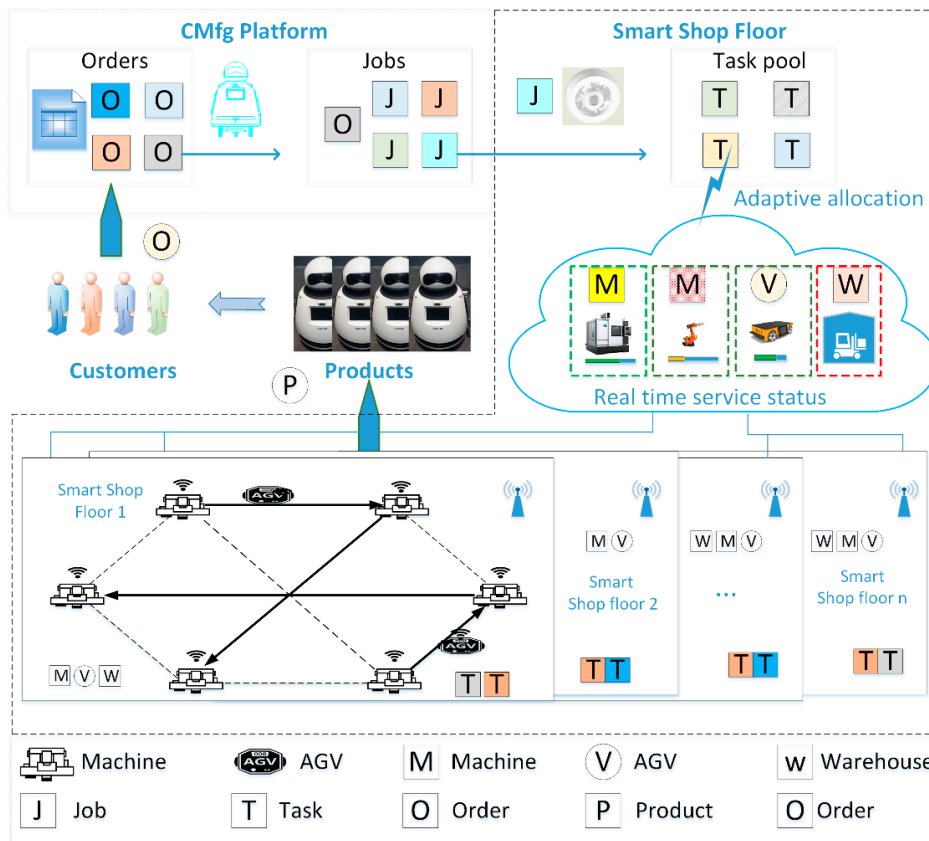 CMfg Platform
Smart Shop Floor
Orders
Jobs
Task pool
O O
O O
O
J J
J J
J
T T
T T
Adaptive allocation
O
M M V W
Real time service status
Customers
P
Products
Smart Shop
Floor 1
AGV
AGV
M V W
T T
M V
Smart
Shop floor 2
T T
W M V
...
T T
W M V
Smart
Shop floor n
T T
Machine
AGV AGV
M Machine
V AGV
w Warehouse
J Job
T Task
O Order
P Product
O Order